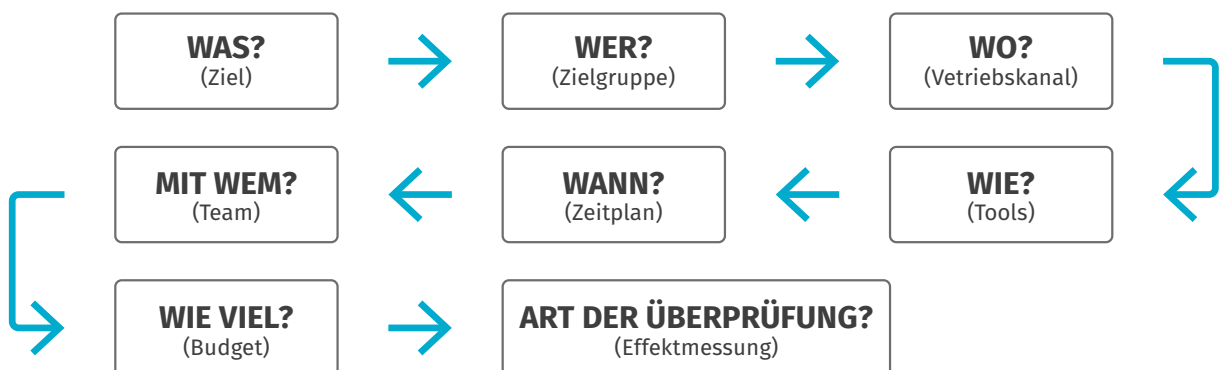 WAS?
(Ziel)
WER?
(Zielgruppe)
WO?
(Vetriebskanal)
WIE?
(Tools)
WANN?
(Zeitplan)
MIT WEM?
(Team)
WIE VIEL?
(Budget)
ART DER ÜBERPRÜFUNG?
(Effektmessung)